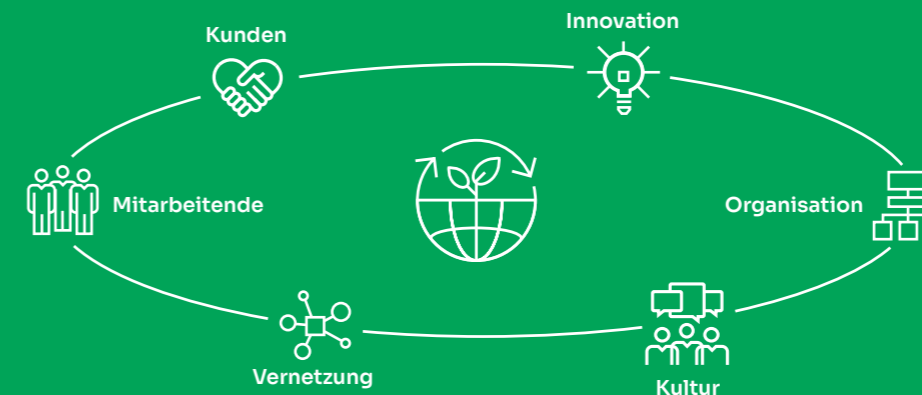 Innovation
Kunden
Mitarbeitende
Organisation
Vernetzung
Kultur